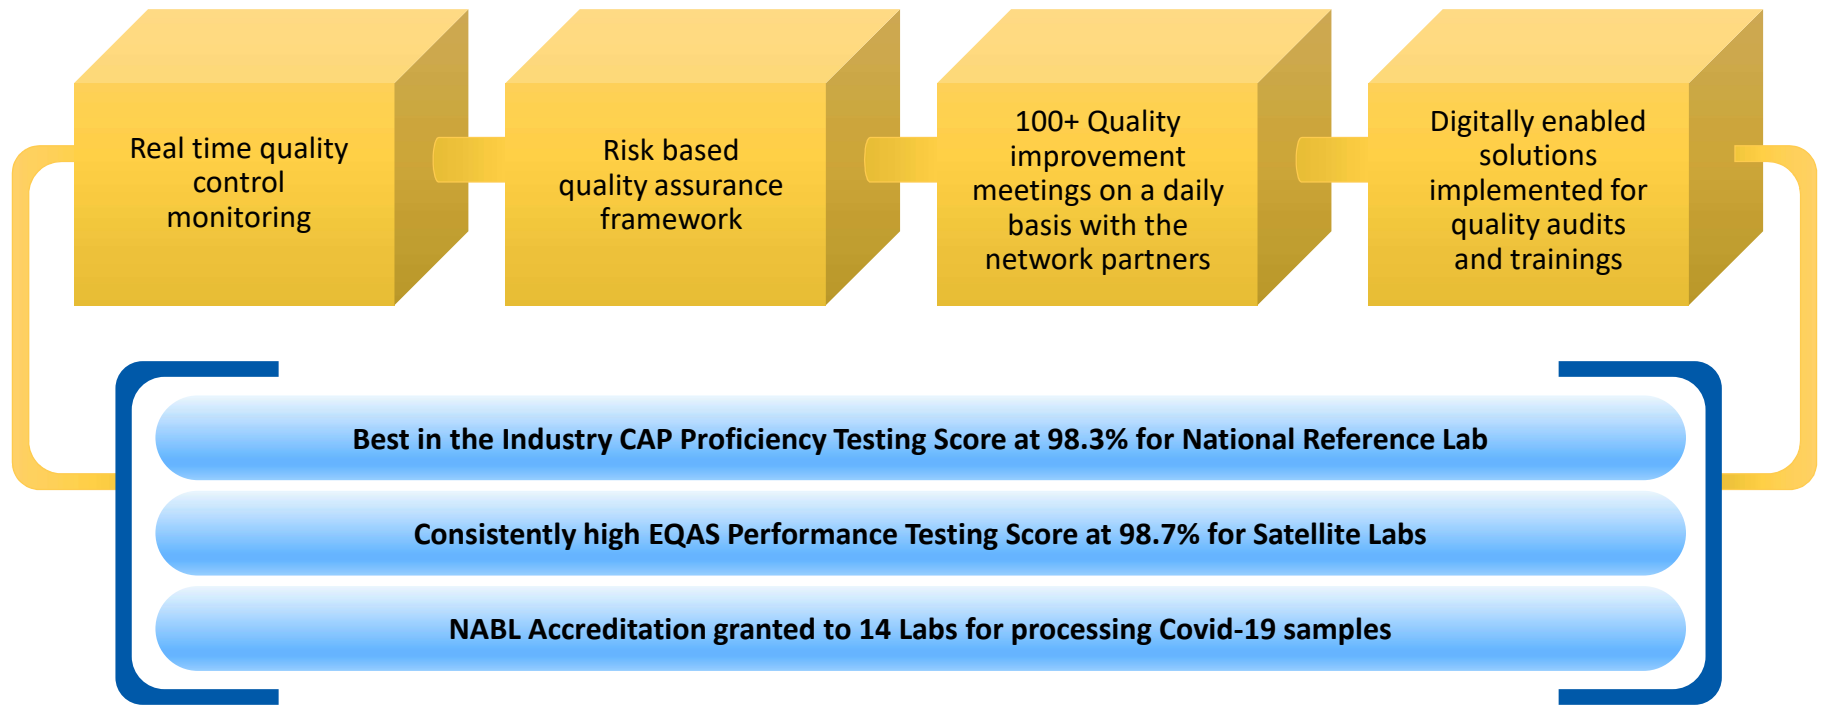 Real time quality
control
monitoring
Risk based
quality assurance
framework
100+ Quality
improvement
meetings on a daily
basis with the
network partners
Digitally enabled
solutions
implemented for
quality audits
and trainings
Best in the Industry CAP Proficiency Testing Score at 98.3% for National Reference Lab
Consistently high EQAS Performance Testing Score at 98.7% for Satellite Labs
NABL Accreditation granted to 14 Labs for processing Covid-19 samples